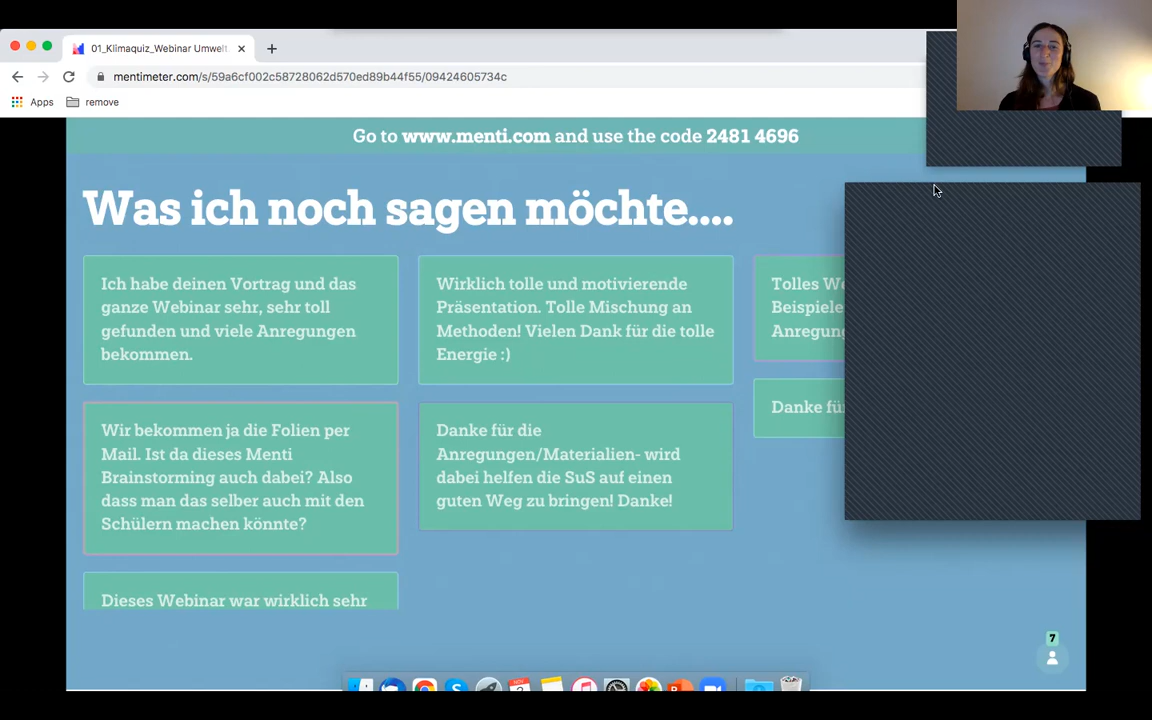 01_Klimaquiz_Webinar Umwelt
mentimeter.com/s/59a6cf002c58728062d570ed89b44f55/09424605734c
Apps
remove
Go to www.menti.com and use the code 2481 4696
Was ich noch sagen möchte....
Ich habe deinen Vortrag und das
ganze Webinar sehr, sehr toll
gefunden und viele Anregungen
bekommen.
Wir bekommen ja die Folien per
Mail. Ist da dieses Menti
Brainstorming auch dabei? Also
dass man das selber auch mit den
Schülern machen könnte?
Dieses Webinar war wirklich sehr
Wirklich tolle und motivierende
Präsentation. Tolle Mischung an
Methoden! Vielen Dank für die tolle
Energie :)
Danke für die
Anregungen/Materialien- wird
dabei helfen die SuS auf einen
guten Weg zu bringen! Danke!
Tolles
Beispiele
Danke
7